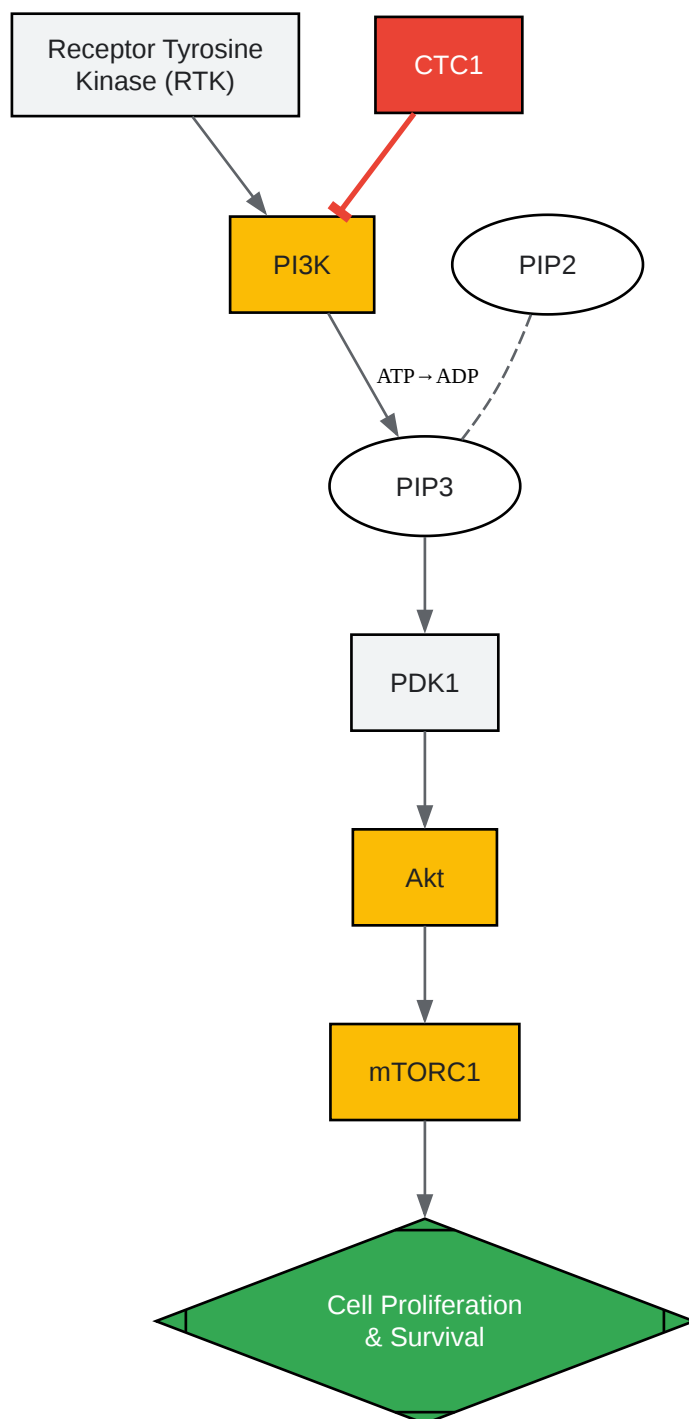 Receptor Tyrosine
Kinase (RTK)
CTC1
PI3K
PIP2
ATP→ADP
PIP3
PDK1
Akt
mTORC1
Cell Proliferation
& Survival